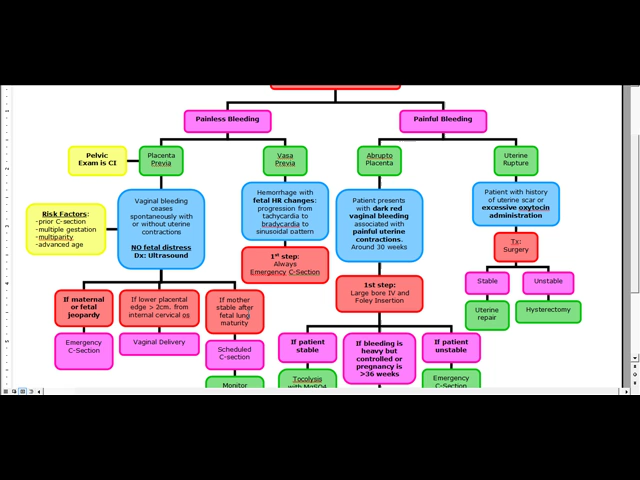 Painless Bleeding
Painful Bleeding
Pelvic
Exam is CI
Placenta
Previa
Vasa
Previa
Abrupto
Placenta
Uterine
Rupture
Risk Factors:
-prior C-section
-multiple gestation
-multiparity
-advanced age
Vaginal bleeding
ceases
spontaneously with
or without uterine
contractions
NO fetal distress
Dx: Ultrasound
Hemorrhage with
fetal HR changes:
progression from
tachycardia to
bradycardia to
sinusoidal pattern
1st step:
Always
Emergency C-Section
Patient presents
with dark red
vaginal bleeding
associated with
painful uterine
contractions.
Around 30 weeks
Patient with history
of uterine scar or
excessive oxytocin
administration
Tx:
Surgery
Stable
Unstable
Uterine
repair
Hysterectomy
1st step:
Large bore IV and
Foley Insertion
If maternal
or fetal
jeopardy
If lower placental
edge > 2cm. from
internal cervical os
If mother
stable after
fetal lung
maturity
Emergency
C-Section
Vaginal Delivery
Scheduled
C-section
Monitor
If patient
stable
If bleeding is
heavy but
controlled or
pregnancy is
>36 weeks
If patient
unstable
Tocolysis
with MgSO4
Emergency
C-Section